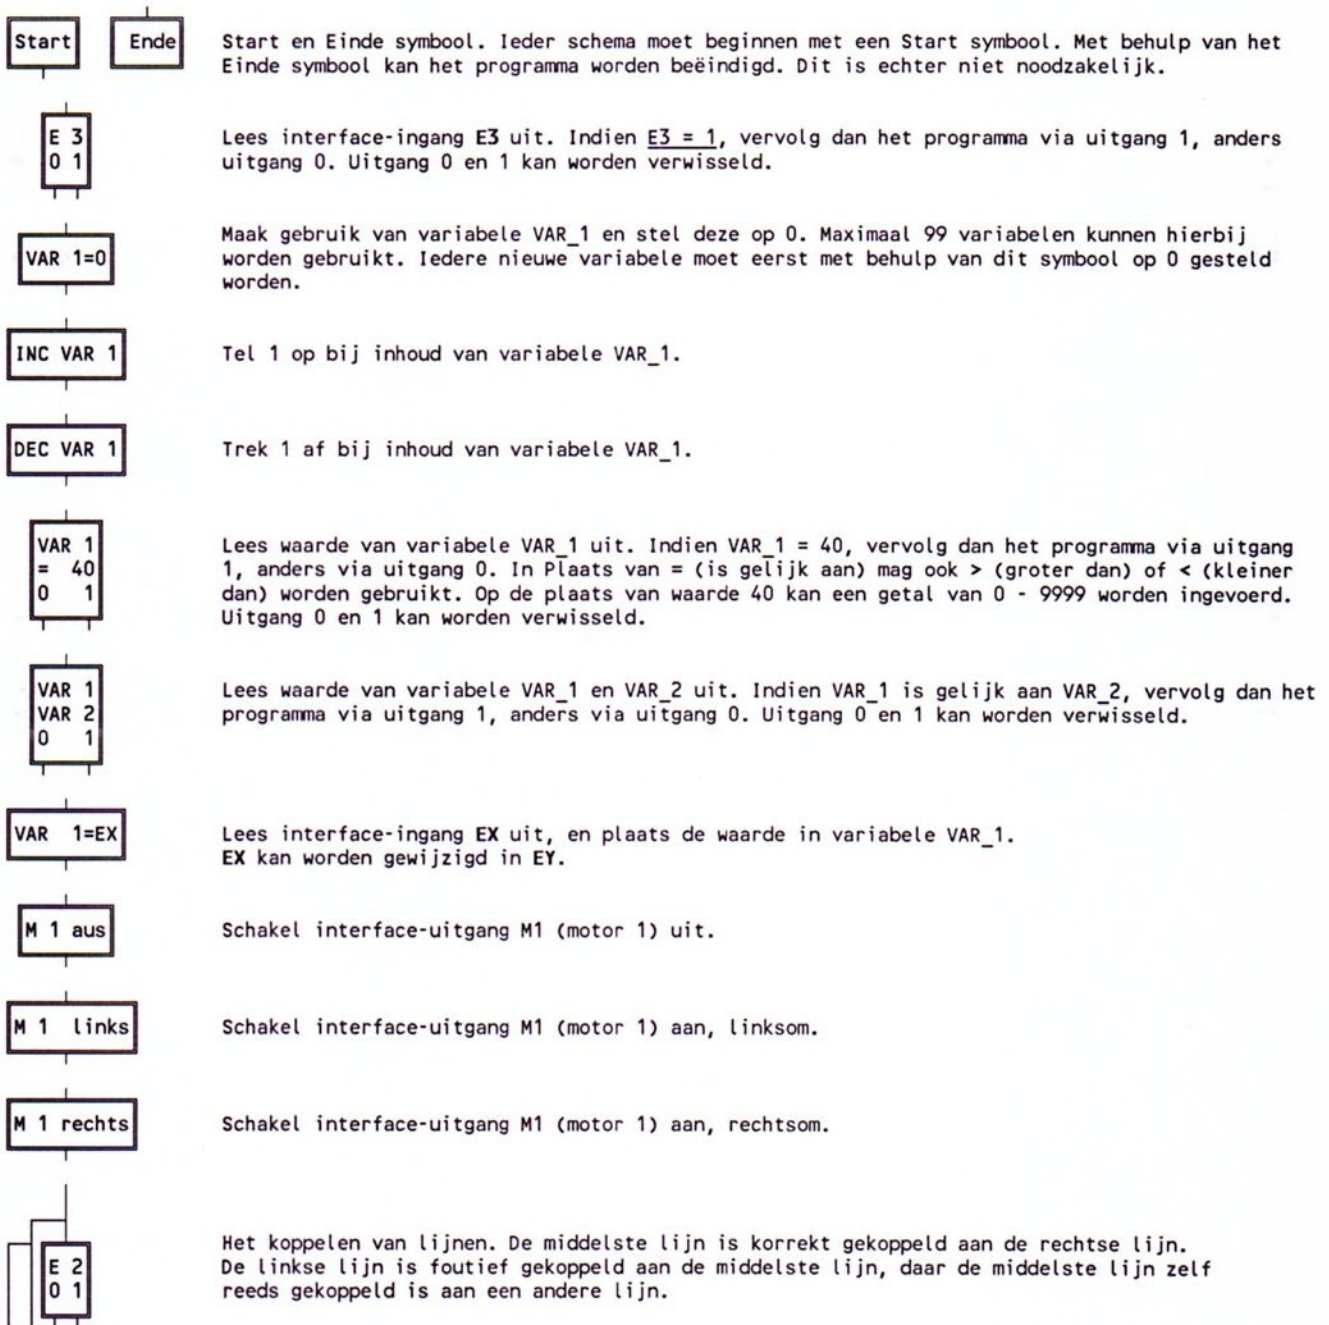 Start Ende Start en Einde symbool. Ieder schema moet beginnen met een Start symbool. Met behulp van het
Einde symbool kan het programma worden beëindigd. Dit is echter niet noodzakelijk.
E 3 Lees interface-ingang E3 uit. Indien E3 = 1, vervolg dan het programma via uitgang 1, anders
0 1 uitgang 0. Uitgang 0 en 1 kan worden verwisseld.
Maak gebruik van variabele VAR_1 en stel deze op 0. Maximaal 99 variabelen kunnen hierbij
VAR 1=0 worden gebruikt. Iedere nieuwe variabele moet eerst met behulp van dit symbool op 0 gesteld
worden.
INC VAR 1 Tel 1 op bij inhoud van variabele VAR_1.
DEC VAR 1 Trek 1 af bij inhoud van variabele VAR_1.
VAR 1 Lees waarde van variabele VAR_1 uit. Indien VAR_1 = 40, vervolg dan het programma via uitgang
= 40 1, anders via uitgang 0. In Plaats van = (is gelijk aan) mag ook > (groter dan) of < (kleiner
0 1 dan) worden gebruikt. Op de plaats van waarde 40 kan een getal van 0 - 9999 worden ingevoerd.
Uitgang 0 en 1 kan worden verwisseld.
VAR 1 Lees waarde van variabele VAR_1 en VAR_2 uit. Indien VAR_1 is gelijk aan VAR_2, vervolg dan het
VAR 2 programma via uitgang 1, anders via uitgang 0. Uitgang 0 en 1 kan worden verwisseld.
0 1
VAR 1=EX Lees interface-ingang EX uit, en plaats de waarde in variabele VAR_1.
EX kan worden gewijzigd in EY.
M 1 aus Schakel interface-uitgang M1 (motor 1) uit.
M 1 links Schakel interface-uitgang M1 (motor 1) aan, linksom.
M 1 rechts Schakel interface-uitgang M1 (motor 1) aan, rechtsom.
Het koppelen van lijnen. De middelste lijn is korrekt gekoppeld aan de rechtse lijn.
E 2 De linkse lijn is foutief gekoppeld aan de middelste lijn, daar de middelste lijn zelf
0 1 reeds gekoppeld is aan een andere lijn.